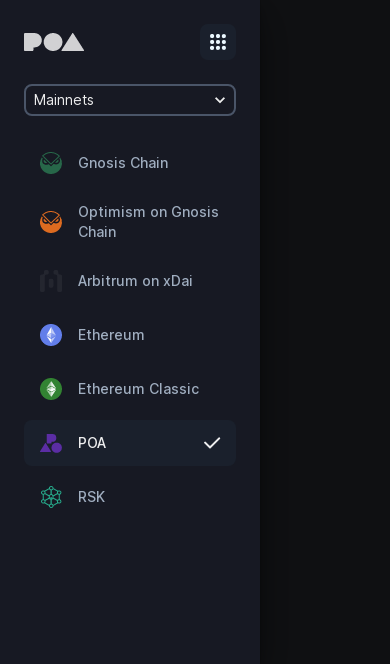 POA
Mainnets
Gnosis Chain
Optimism on Gnosis
Chain
Arbitrum on xDai
Ethereum
Ethereum Classic
POA
RSK